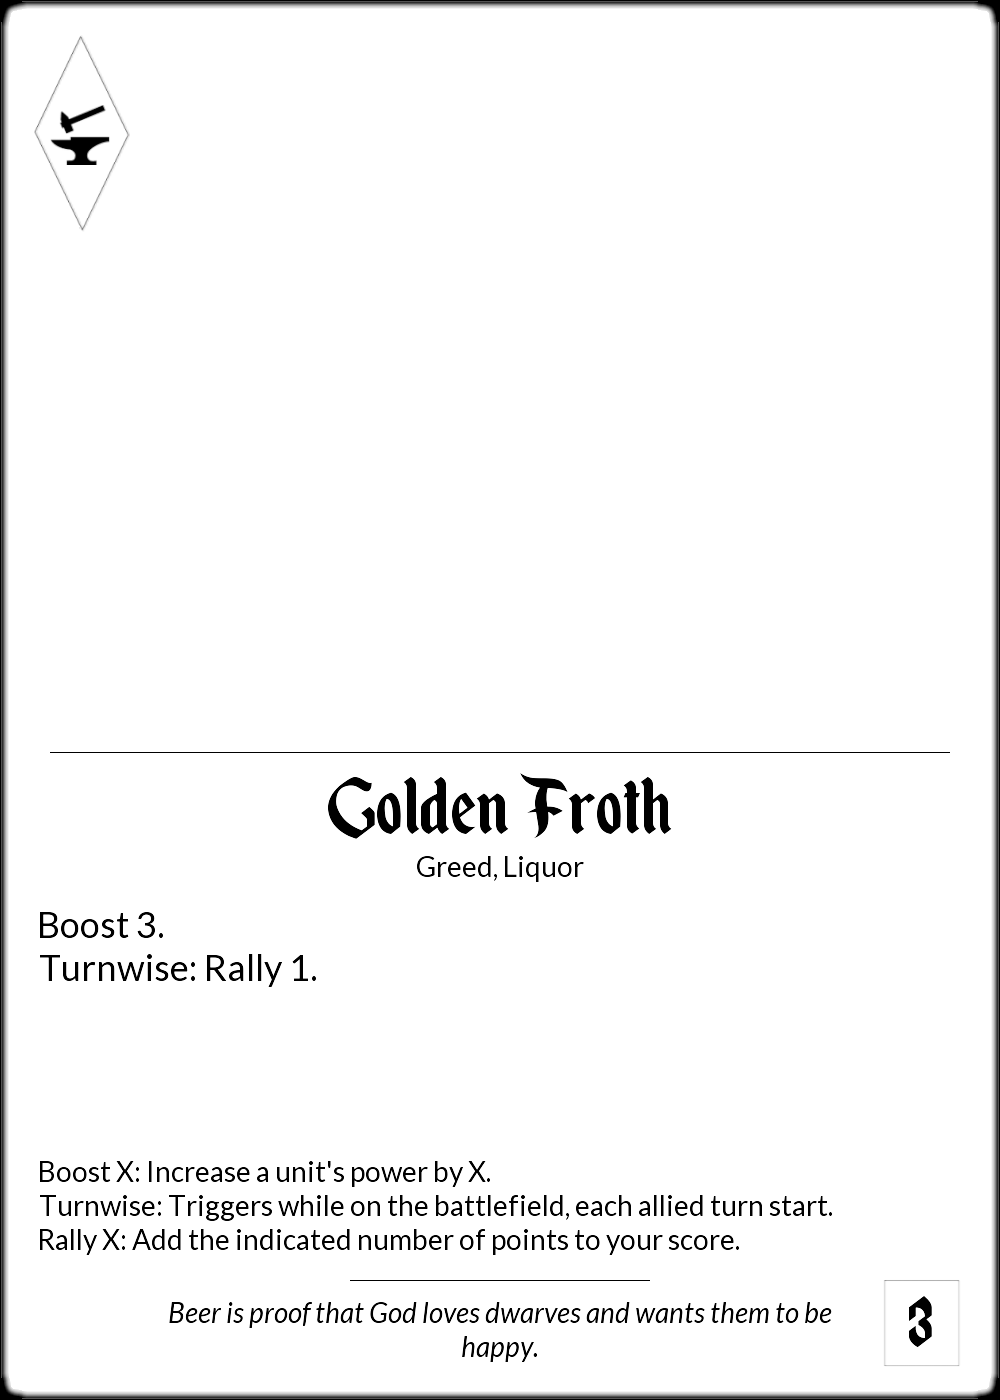 Golden Froth
Greed, Liquor
Boost 3.
Turnwise: Rally 1.
Boost X: Increase a unit's power by X.
Turnwise: Triggers while on the battlefield, each allied turn start.
Rally X: Add the indicated number of points to your score.
Beer is proof that God loves dwarves and wants them to be
happy.
3